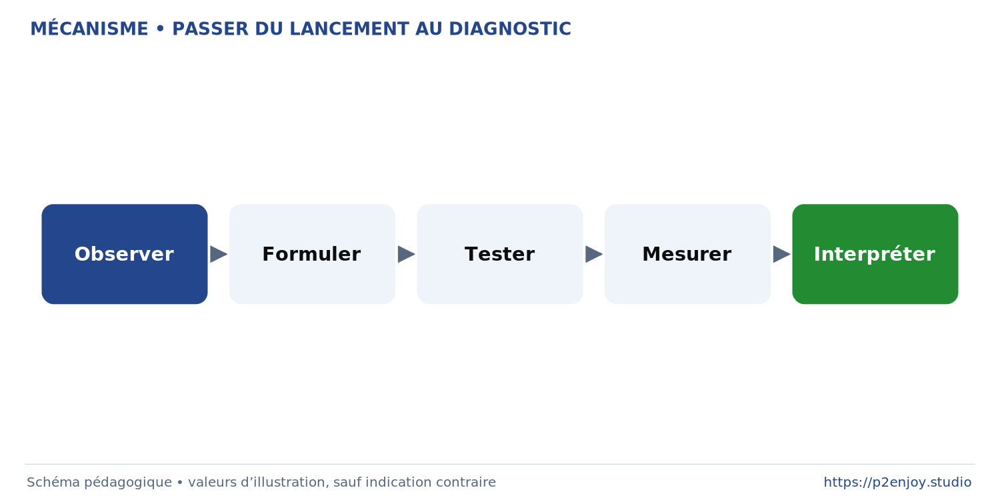 MÉCANISME • PASSER DU LANCEMENT AU DIAGNOSTIC
Observer
Formuler
Tester
Mesurer
Interpréter
Schéma pédagogique • valeurs d’illustration, sauf indication contraire
https://p2enjoy.studio